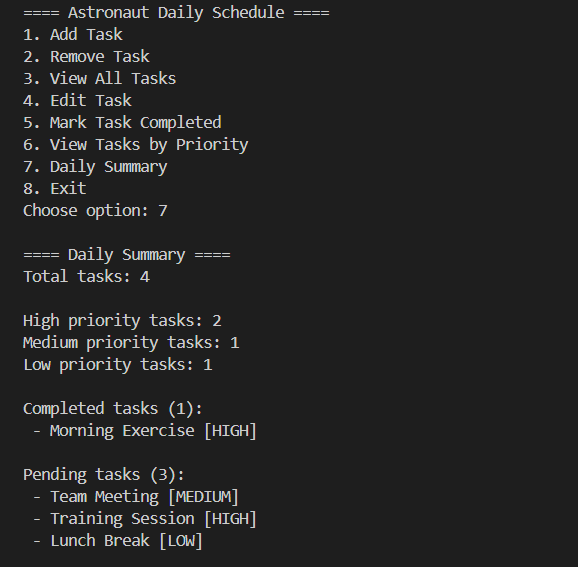 ==== Astronaut Daily Schedule ====
1. Add Task
2. Remove Task
3. View All Tasks
4. Edit Task
5. Mark Task Completed
6. View Tasks by Priority
7. Daily Summary
8. Exit
Choose option: 7

==== Daily Summary ====
Total tasks: 4

High priority tasks: 2
Medium priority tasks: 1
Low priority tasks: 1

Completed tasks (1):
 - Morning Exercise [HIGH]

Pending tasks (3):
 - Team Meeting [MEDIUM]
 - Training Session [HIGH]
 - Lunch Break [LOW]